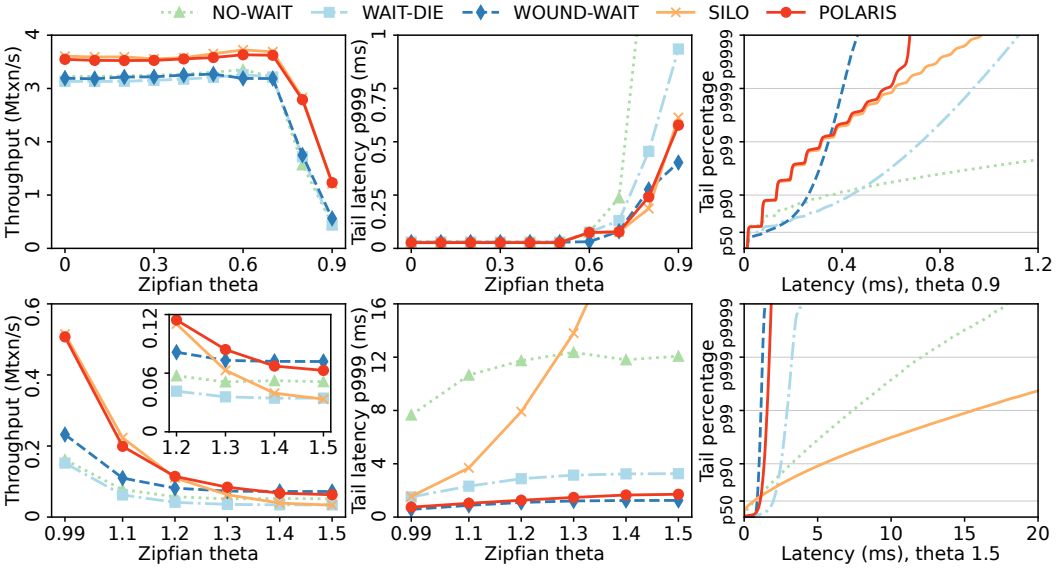 NO-WAIT WAIT-DIE WOUND-WAIT SILO POLARIS
Throughput (Mtxn/s)
4
3
2
1
0
0 0.3 0.6 0.9
Zipfian theta
Tail latency p999 (ms)
1
0.75
0.5
0.25
0
0 0.3 0.6 0.9
Zipfian theta
Tail percentage
p50 p90 p99 p999 p9999
0 0.4 0.8 1.2
Latency (ms), theta 0.9
Throughput (Mtxn/s)
0.6
0.4
0.2
0
0.99 1.1 1.2 1.3 1.4 1.5
Zipfian theta
0.12
0.06
0
1.2 1.3 1.4 1.5
Tail latency p999 (ms)
16
12
8
4
0
0.99 1.1 1.2 1.3 1.4 1.5
Zipfian theta
Tail percentage
p50 p90 p99 p999 p9999
0 5 10 15 20
Latency (ms), theta 1.5